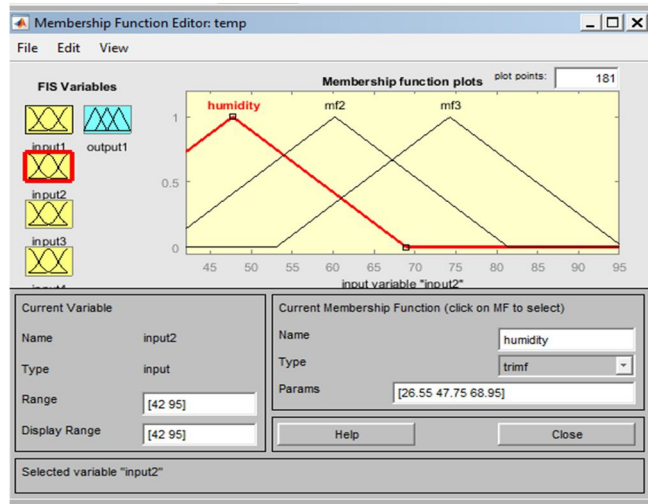 Membership Function Editor: temp
File Edit View
FIS Variables
input1 output1
input2
input3
Membership function plots plot points: 181
humidity mf2 mf3
1
0.5
0
45 50 55 60 65 70 75 80 85 90 95
input variable "input2"
Current Variable
Name input2
Type input
Range [42 95]
Display Range [42 95]
Current Membership Function (click on MF to select)
Name humidity
Type trimf
Params [26.55 47.75 68.95]
Help Close
Selected variable "input2"